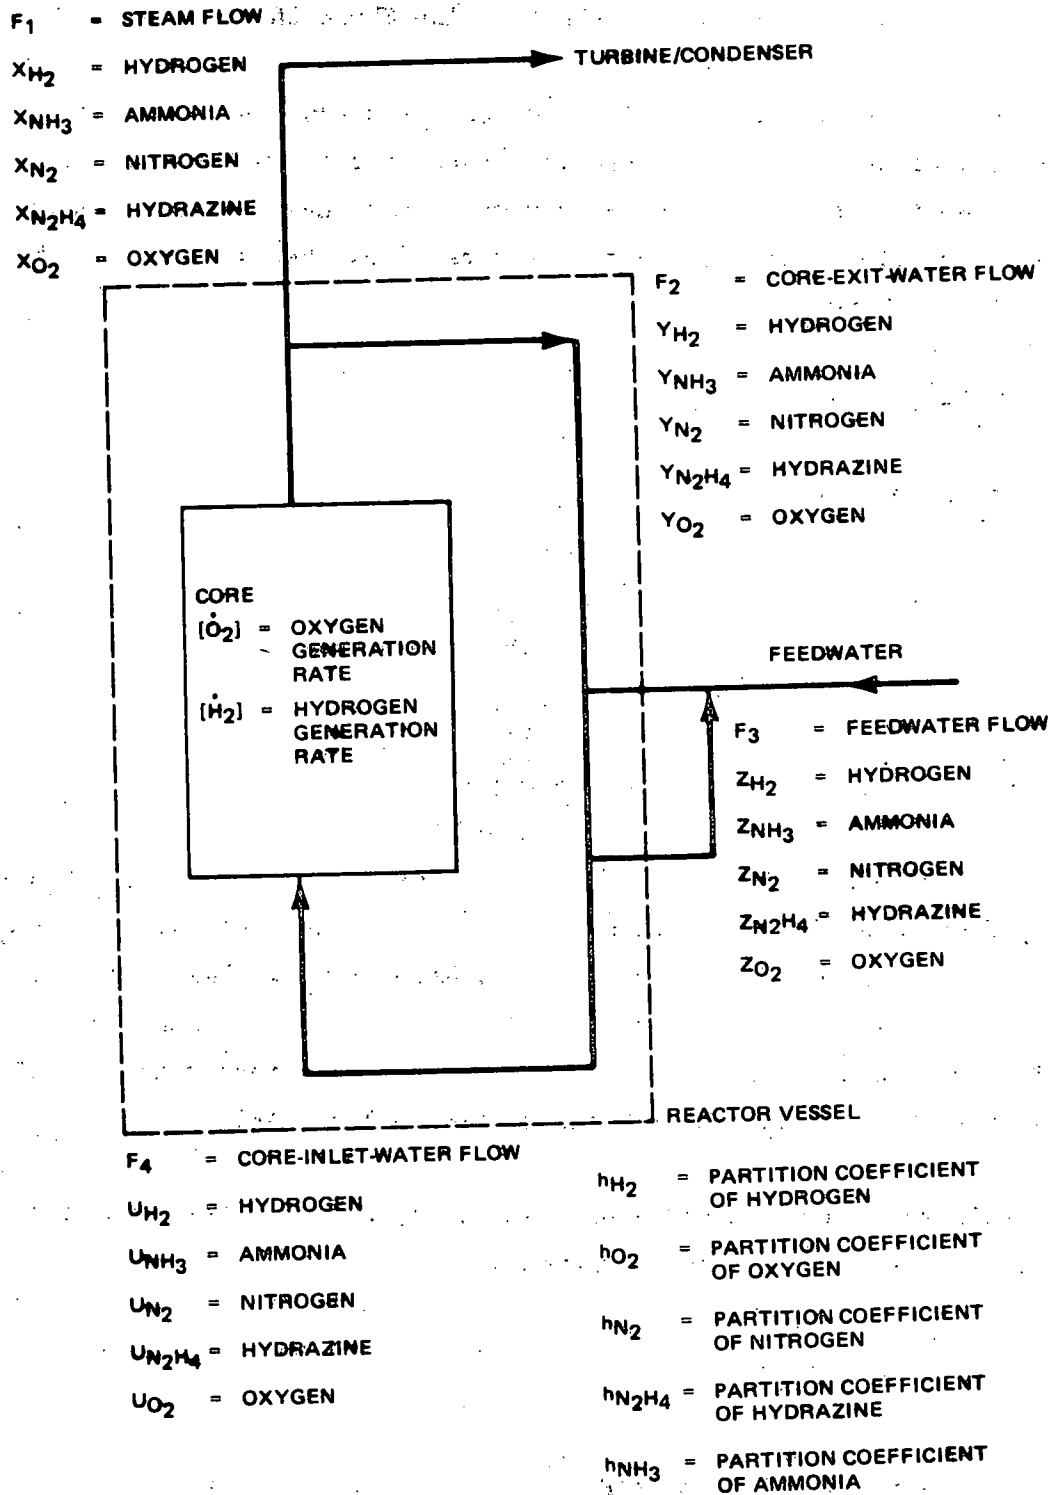 F1 = STEAM FLOW
XH2 = HYDROGEN
XNH3 = AMMONIA
XN2 = NITROGEN
XN2H4 = HYDRAZINE
XO2 = OXYGEN
TURBINE/CONDENSER
F2 = CORE-EXIT-WATER FLOW
YH2 = HYDROGEN
YNH3 = AMMONIA
YN2 = NITROGEN
YN2H4 = HYDRAZINE
YO2 = OXYGEN
CORE
[Ȯ2] = OXYGEN
GENERATION
RATE
[Ḣ2] = HYDROGEN
GENERATION
RATE
FEEDWATER
F3 = FEEDWATER FLOW
ZH2 = HYDROGEN
ZNH3 = AMMONIA
ZN2 = NITROGEN
ZN2H4 = HYDRAZINE
ZO2 = OXYGEN
REACTOR VESSEL
F4 = CORE-INLET-WATER FLOW
UH2 = HYDROGEN
UNH3 = AMMONIA
UN2 = NITROGEN
UN2H4 = HYDRAZINE
UO2 = OXYGEN
hH2 = PARTITION COEFFICIENT
OF HYDROGEN
hO2 = PARTITION COEFFICIENT
OF OXYGEN
hN2 = PARTITION COEFFICIENT
OF NITROGEN
hN2H4 = PARTITION COEFFICIENT
OF HYDRAZINE
hNH3 = PARTITION COEFFICIENT
OF AMMONIA